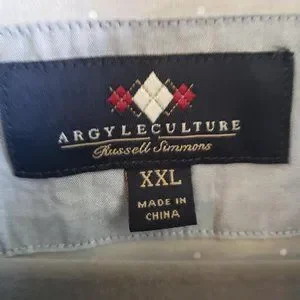 ARGYLECULTURE
Russell Simmons
XXL
MADE IN
CHINA